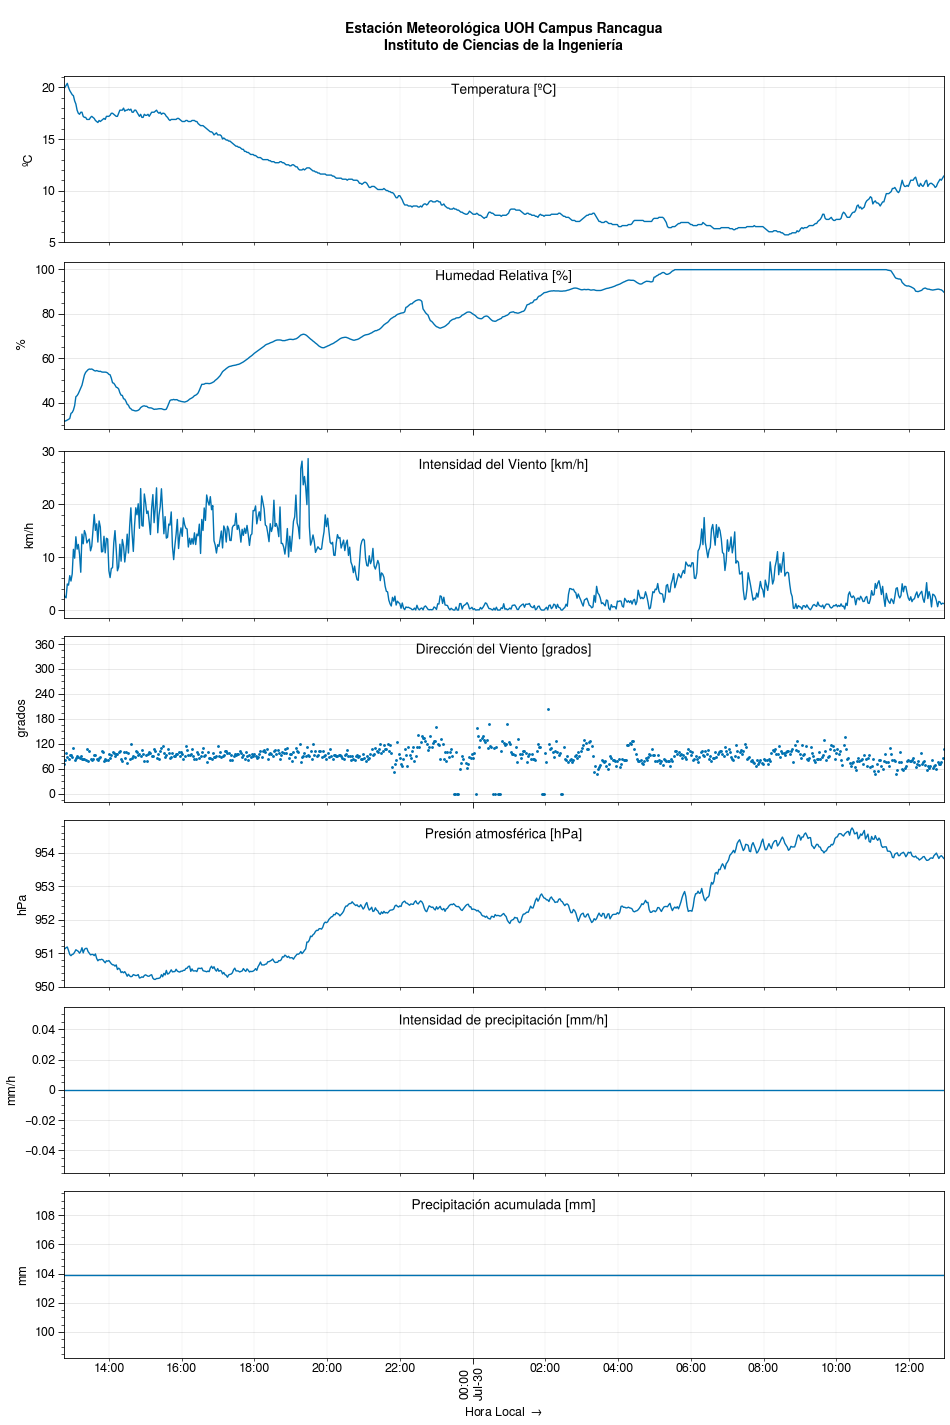 Estación Meteorológica UOH Campus Rancagua
Instituto de Ciencias de la Ingeniería
Temperatura [ºC]
ºC
20
15
10
5
Humedad Relativa [%]
%
100
80
60
40
Intensidad del Viento [km/h]
km/h
30
20
10
0
Dirección del Viento [grados]
grados
360
300
240
180
120
60
0
Presión atmosférica [hPa]
hPa
954
953
952
951
950
Intensidad de precipitación [mm/h]
mm/h
0.04
0.02
0
−0.02
−0.04
Precipitación acumulada [mm]
mm
108
106
104
102
100
14:00 16:00 18:00 20:00 22:00 00:00 02:00 04:00 06:00 08:00 10:00 12:00
Jul-30
Hora Local →